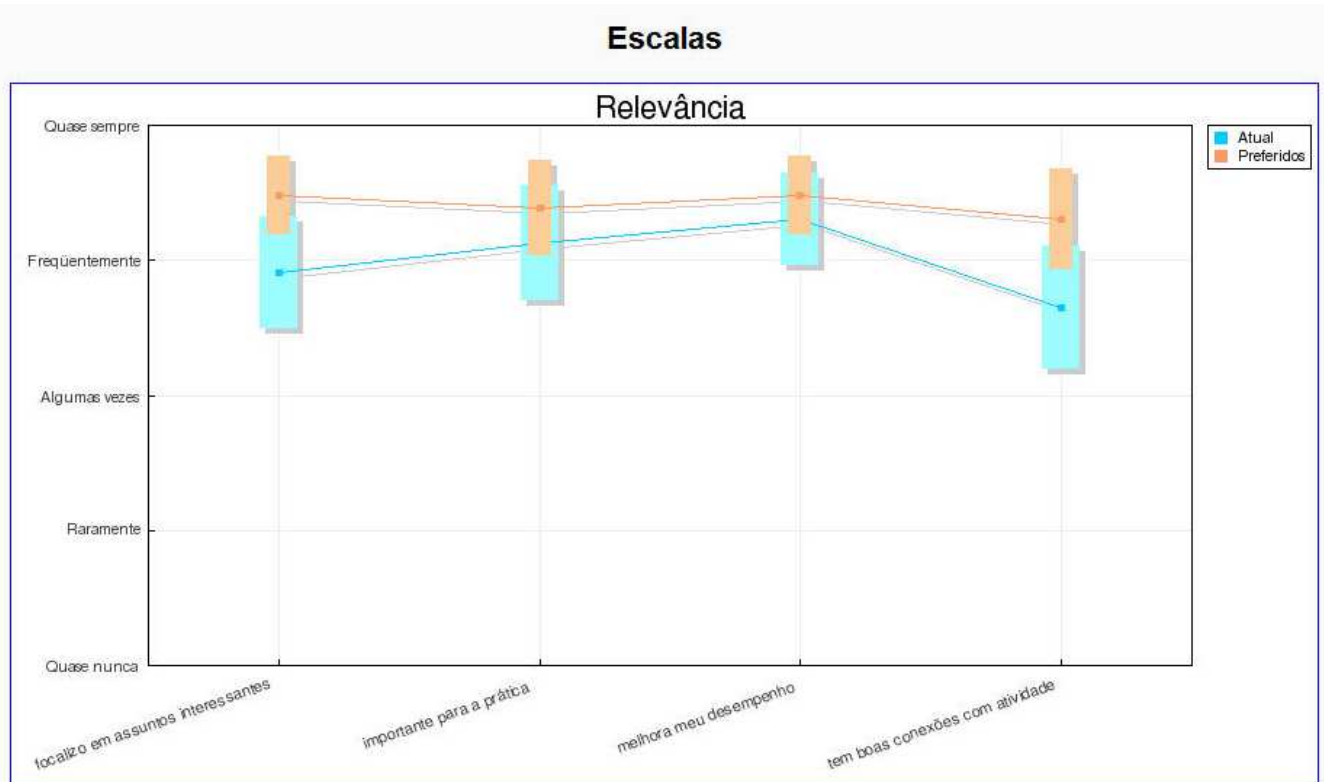 Escalas
Relevância
Quase sempre
Freqüentemente
Algumas vezes
Raramente
Quase nunca
focalizo em assuntos interessantes
importante para a prática
melhora meu desempenho
tem boas conexões com atividade
Atual
Preferidos